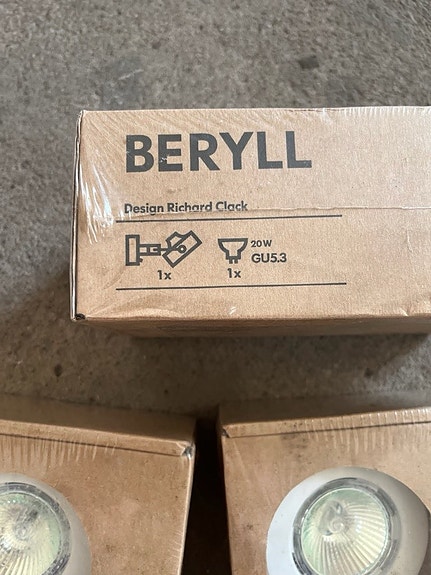 BERYLL
Design Richard Clack
20W
GU5.3
1x
1x